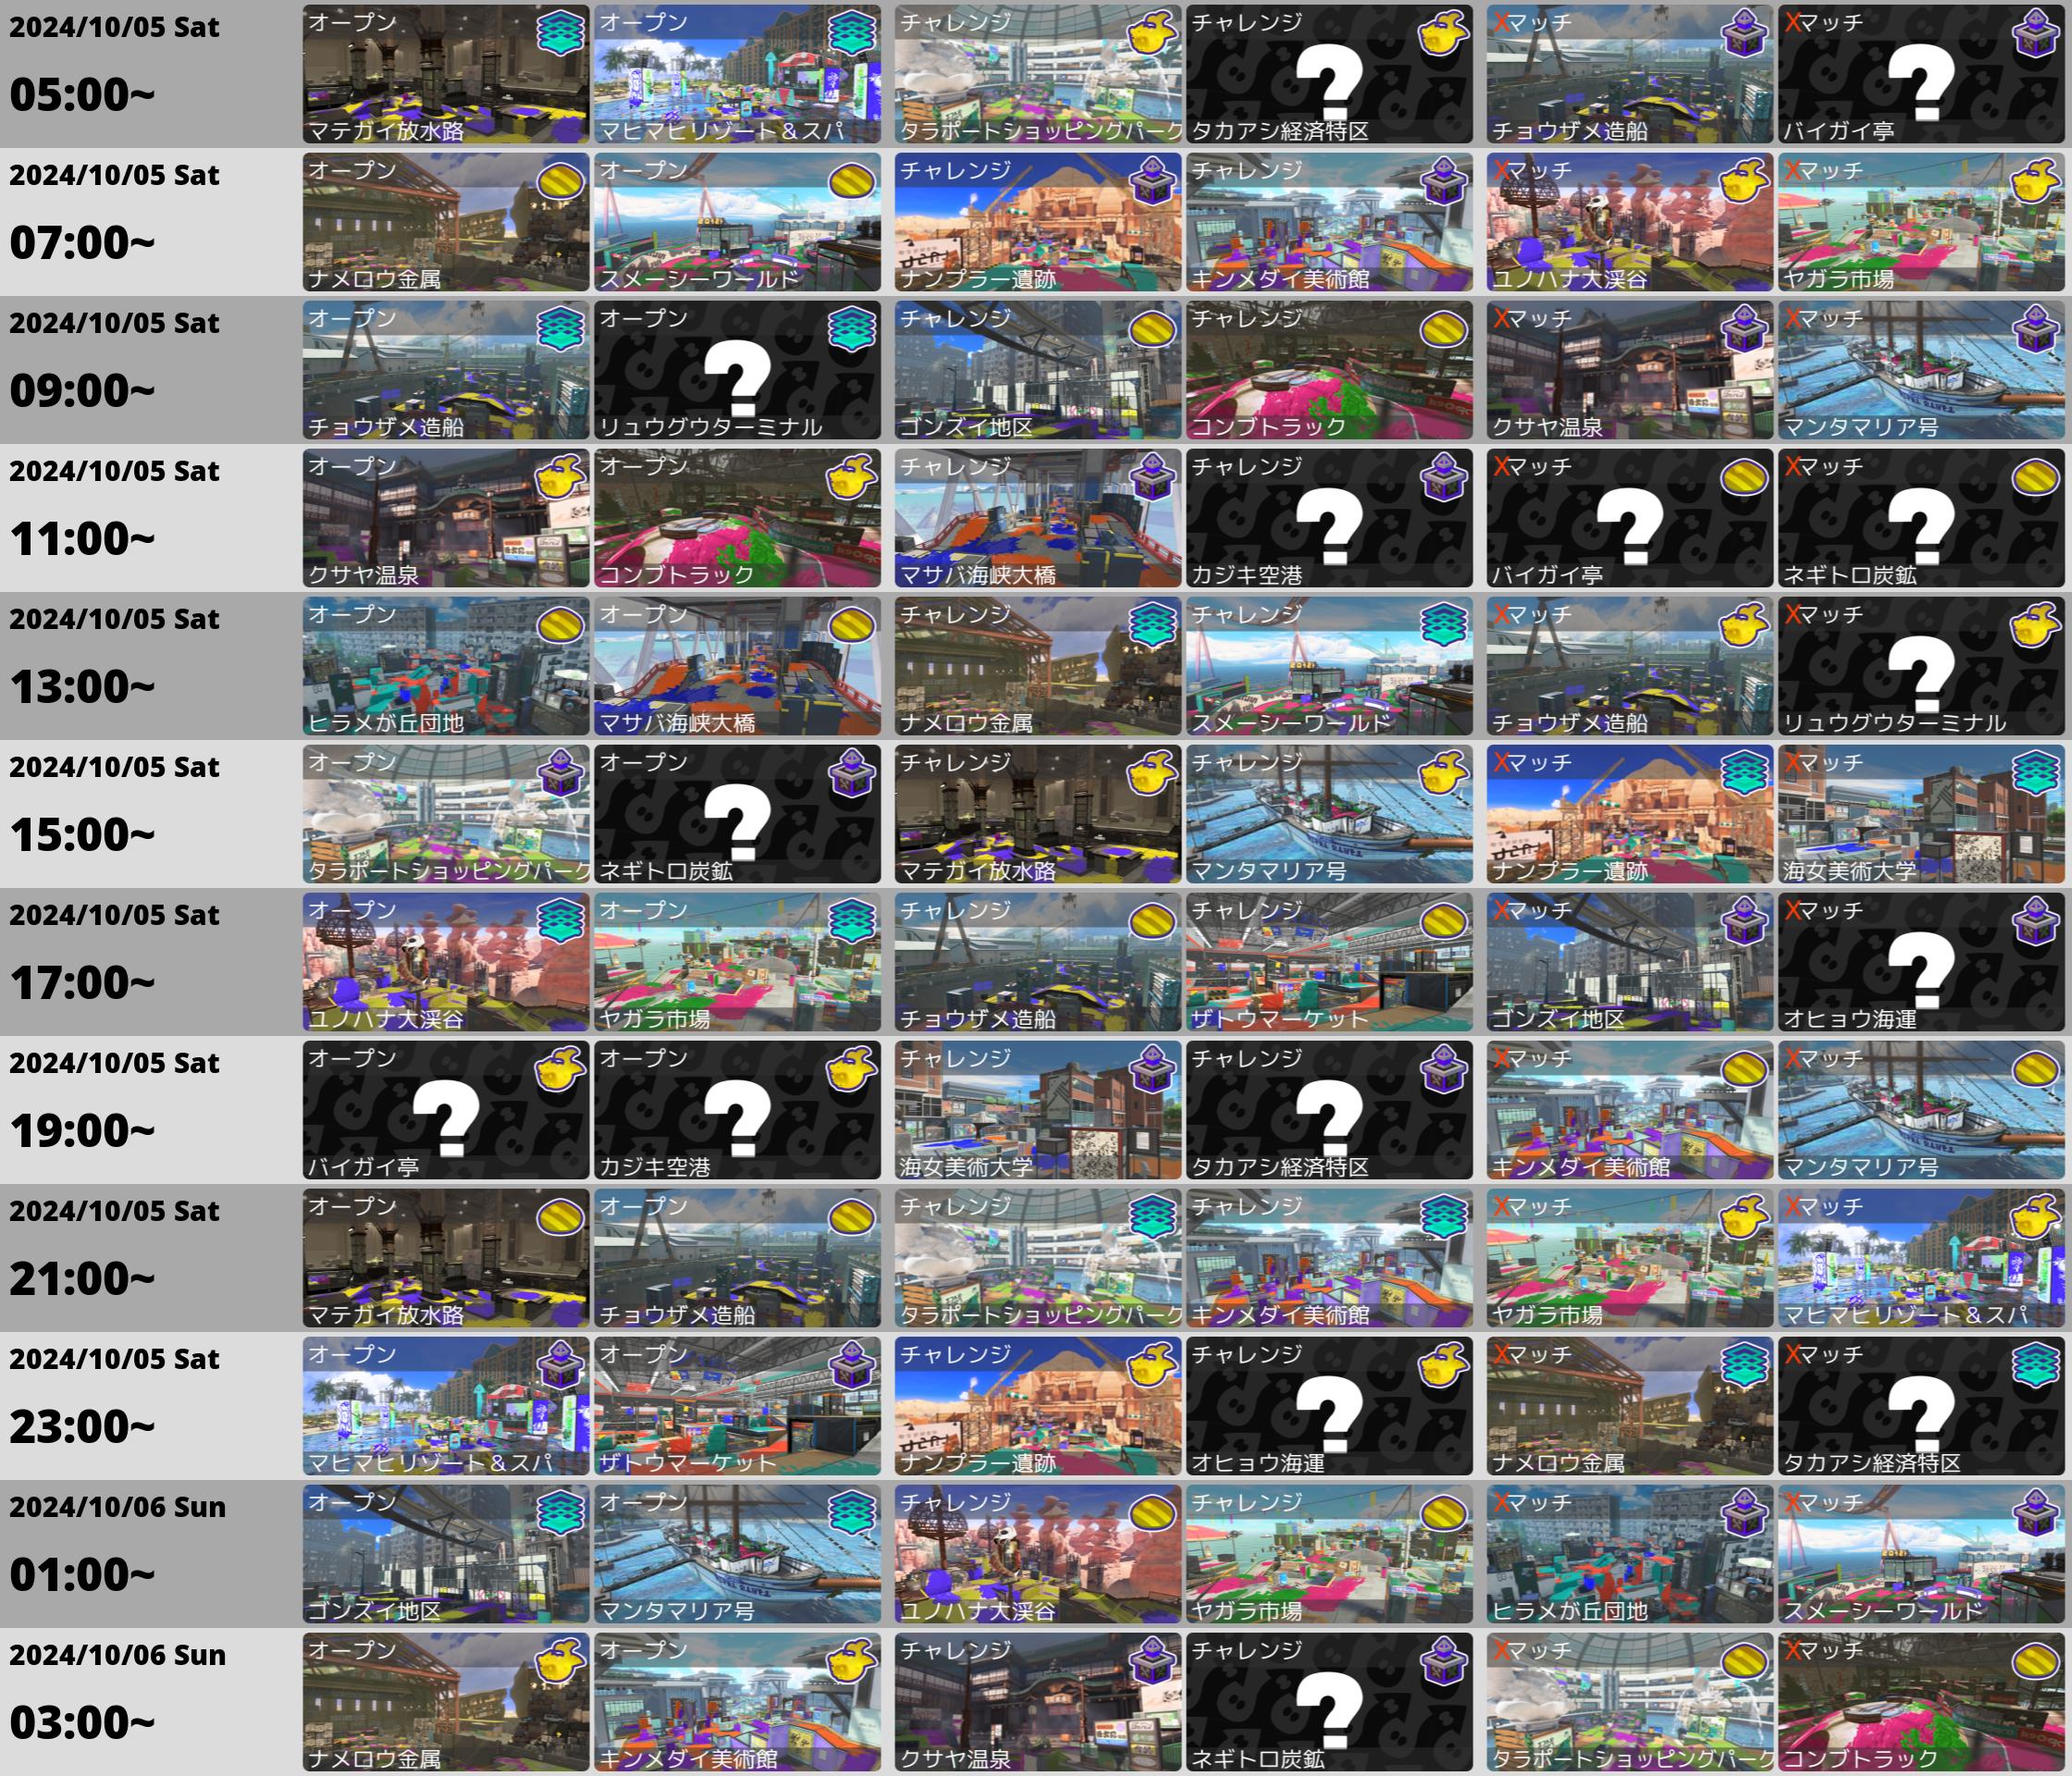 2024/10/05 Sat
05:00~
オープン
マテガイ放水路
オープン
マヒマヒリゾート&スパ
チャレンジ
タラポートショッピングパーク
チャレンジ
タカアシ経済特区
Xマッチ
チョウザメ造船
Xマッチ
バイガイ亭
2024/10/05 Sat
07:00~
オープン
ナメロウ金属
オープン
スメーシーワールド
チャレンジ
ナンプラー遺跡
チャレンジ
キンメダイ美術館
Xマッチ
ユノハナ大渓谷
Xマッチ
ヤガラ市場
2024/10/05 Sat
09:00~
オープン
チョウザメ造船
オープン
リュウグウターミナル
チャレンジ
ゴンズイ地区
チャレンジ
コンブトラック
Xマッチ
クサヤ温泉
Xマッチ
マンタマリア号
2024/10/05 Sat
11:00~
オープン
クサヤ温泉
オープン
コンブトラック
チャレンジ
マサバ海峡大橋
チャレンジ
カジキ空港
Xマッチ
バイガイ亭
Xマッチ
ネギトロ炭鉱
2024/10/05 Sat
13:00~
オープン
ヒラメが丘団地
オープン
マサバ海峡大橋
チャレンジ
ナメロウ金属
チャレンジ
スメーシーワールド
Xマッチ
チョウザメ造船
Xマッチ
リュウグウターミナル
2024/10/05 Sat
15:00~
オープン
タラポートショッピングパーク
オープン
ネギトロ炭鉱
チャレンジ
マテガイ放水路
チャレンジ
マンタマリア号
Xマッチ
ナンプラー遺跡
Xマッチ
海女美術大学
2024/10/05 Sat
17:00~
オープン
ユノハナ大渓谷
オープン
ヤガラ市場
チャレンジ
チョウザメ造船
チャレンジ
ザトウマーケット
Xマッチ
ゴンズイ地区
Xマッチ
オヒョウ海運
2024/10/05 Sat
19:00~
オープン
バイガイ亭
オープン
カジキ空港
チャレンジ
海女美術大学
チャレンジ
タカアシ経済特区
Xマッチ
キンメダイ美術館
Xマッチ
マンタマリア号
2024/10/05 Sat
21:00~
オープン
マテガイ放水路
オープン
チョウザメ造船
チャレンジ
タラポートショッピングパーク
チャレンジ
キンメダイ美術館
Xマッチ
ヤガラ市場
Xマッチ
マヒマヒリゾート&スパ
2024/10/05 Sat
23:00~
オープン
マヒマヒリゾート&スパ
オープン
ザトウマーケット
チャレンジ
ナンプラー遺跡
チャレンジ
オヒョウ海運
Xマッチ
ナメロウ金属
Xマッチ
タカアシ経済特区
2024/10/06 Sun
01:00~
オープン
ゴンズイ地区
オープン
マンタマリア号
チャレンジ
ユノハナ大渓谷
チャレンジ
ヤガラ市場
Xマッチ
ヒラメが丘団地
Xマッチ
スメーシーワールド
2024/10/06 Sun
03:00~
オープン
ナメロウ金属
オープン
キンメダイ美術館
チャレンジ
クサヤ温泉
チャレンジ
ネギトロ炭鉱
Xマッチ
タラポートショッピングパーク
Xマッチ
コンブトラック